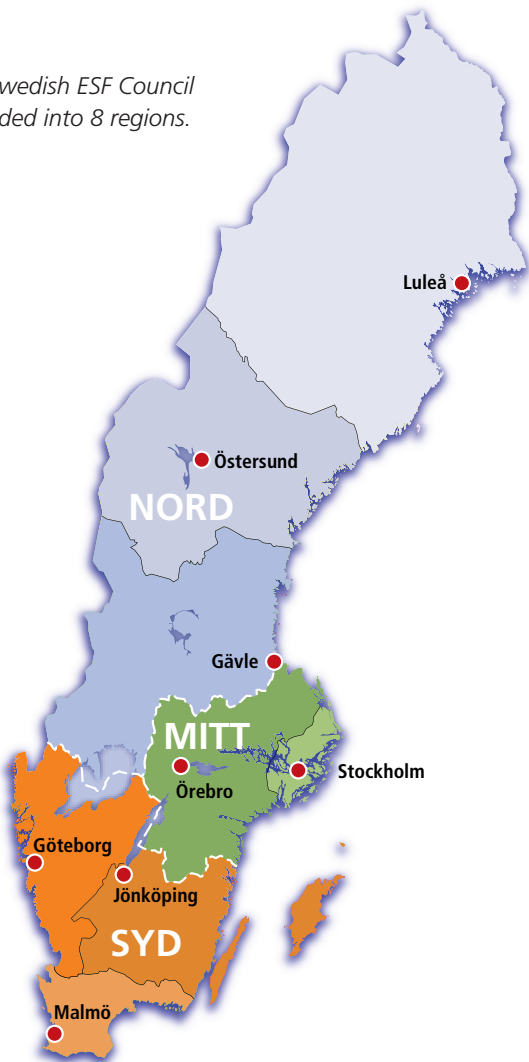 wedish ESF Council
ded into 8 regions.
Luleå
Östersund
NORD
Gävle
MITT
Örebro
Stockholm
Göteborg
Jönköping
SYD
Malmö